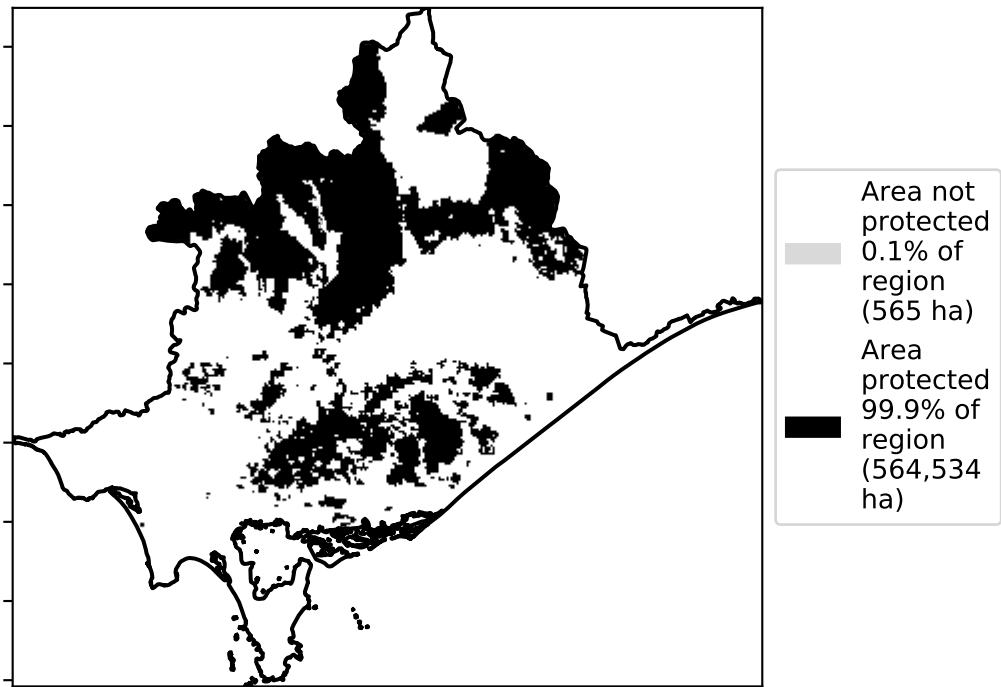 Area not
protected
0.1% of
region
(565 ha)
Area
protected
99.9% of
region
(564,534
ha)